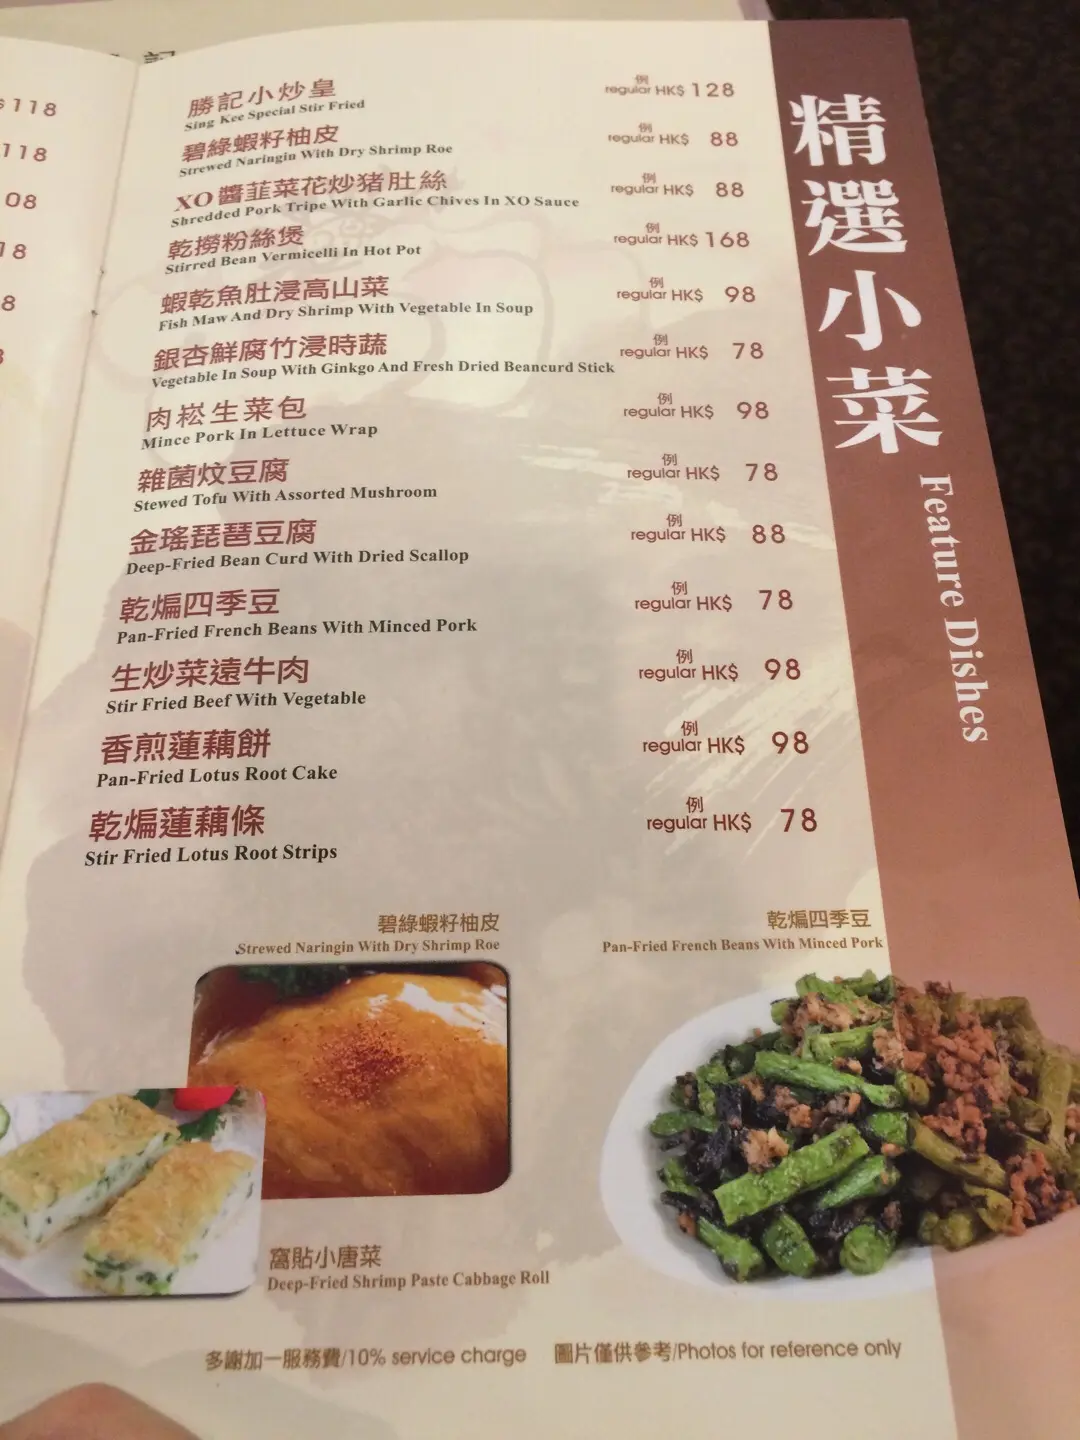 $118
118
08
18
8
勝記小炒皇 例
Sing Kee Special Stir Fried regular HK$ 128
碧綠蝦籽柚皮 例
Strewed Naringin With Dry Shrimp Roe regular HK$ 88
XO醬韮菜花炒猪肚絲 例
Shredded Pork Tripe With Garlic Chives In XO Sauce regular HK$ 88
乾撈粉絲煲 例
Stirred Bean Vermicelli In Hot Pot regular HK$ 168
蝦乾魚肚浸高山菜 例
Fish Maw And Dry Shrimp With Vegetable In Soup regular HK$ 98
銀杏鮮腐竹浸時蔬 例
Vegetable In Soup With Ginkgo And Fresh Dried Beancurd Stick regular HK$ 78
肉崧生菜包 例
Mince Pork In Lettuce Wrap regular HK$ 98
雜菌炆豆腐 例
Stewed Tofu With Assorted Mushroom regular HK$ 78
金瑤琵琶豆腐 例
Deep-Fried Bean Curd With Dried Scallop regular HK$ 88
乾煸四季豆 例
Pan-Fried French Beans With Minced Pork regular HK$ 78
生炒菜遠牛肉 例
Stir Fried Beef With Vegetable regular HK$ 98
香煎蓮藕餅 例
Pan-Fried Lotus Root Cake regular HK$ 98
乾煸蓮藕條 例
Stir Fried Lotus Root Strips regular HK$ 78
精選小菜
Feature Dishes
碧綠蝦籽柚皮
Strewed Naringin With Dry Shrimp Roe
乾煸四季豆
Pan-Fried French Beans With Minced Pork
窩貼小唐菜
Deep-Fried Shrimp Paste Cabbage Roll
多謝加一服務費/10% service charge 圖片僅供參考/Photos for reference only